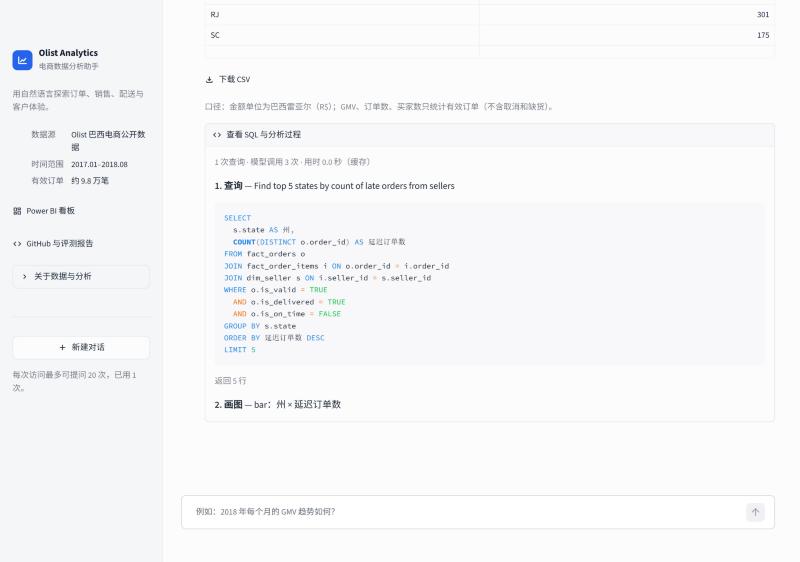 Olist Analytics
电商数据分析助手
用自然语言探索订单、销售、配送与
客户体验。
数据源
Olist 巴西电商公开数
据
时间范围
2017.01–2018.08
有效订单
约 9.8 万笔
Power BI 看板
GitHub 与评测报告
关于数据与分析
新建对话
每次访问最多可提问 20 次，已用 1
次。
RJ 301
SC 175
下载 CSV
口径：金额单位为巴西雷亚尔（R$）；GMV、订单数、买家数只统计有效订单（不含取消和缺货）。
查看 SQL 与分析过程
1 次查询 · 模型调用 3 次 · 用时 0.0 秒（缓存）
1. 查询 — Find top 5 states by count of late orders from sellers
SELECT
s.state AS 州,
COUNT(DISTINCT o.order_id) AS 延迟订单数
FROM fact_orders o
JOIN fact_order_items i ON o.order_id = i.order_id
JOIN dim_seller s ON i.seller_id = s.seller_id
WHERE o.is_valid = TRUE
AND o.is_delivered = TRUE
AND o.is_on_time = FALSE
GROUP BY s.state
ORDER BY 延迟订单数 DESC
LIMIT 5
返回 5 行
2. 画图 — bar：州 × 延迟订单数
例如：2018 年每个月的 GMV 趋势如何？